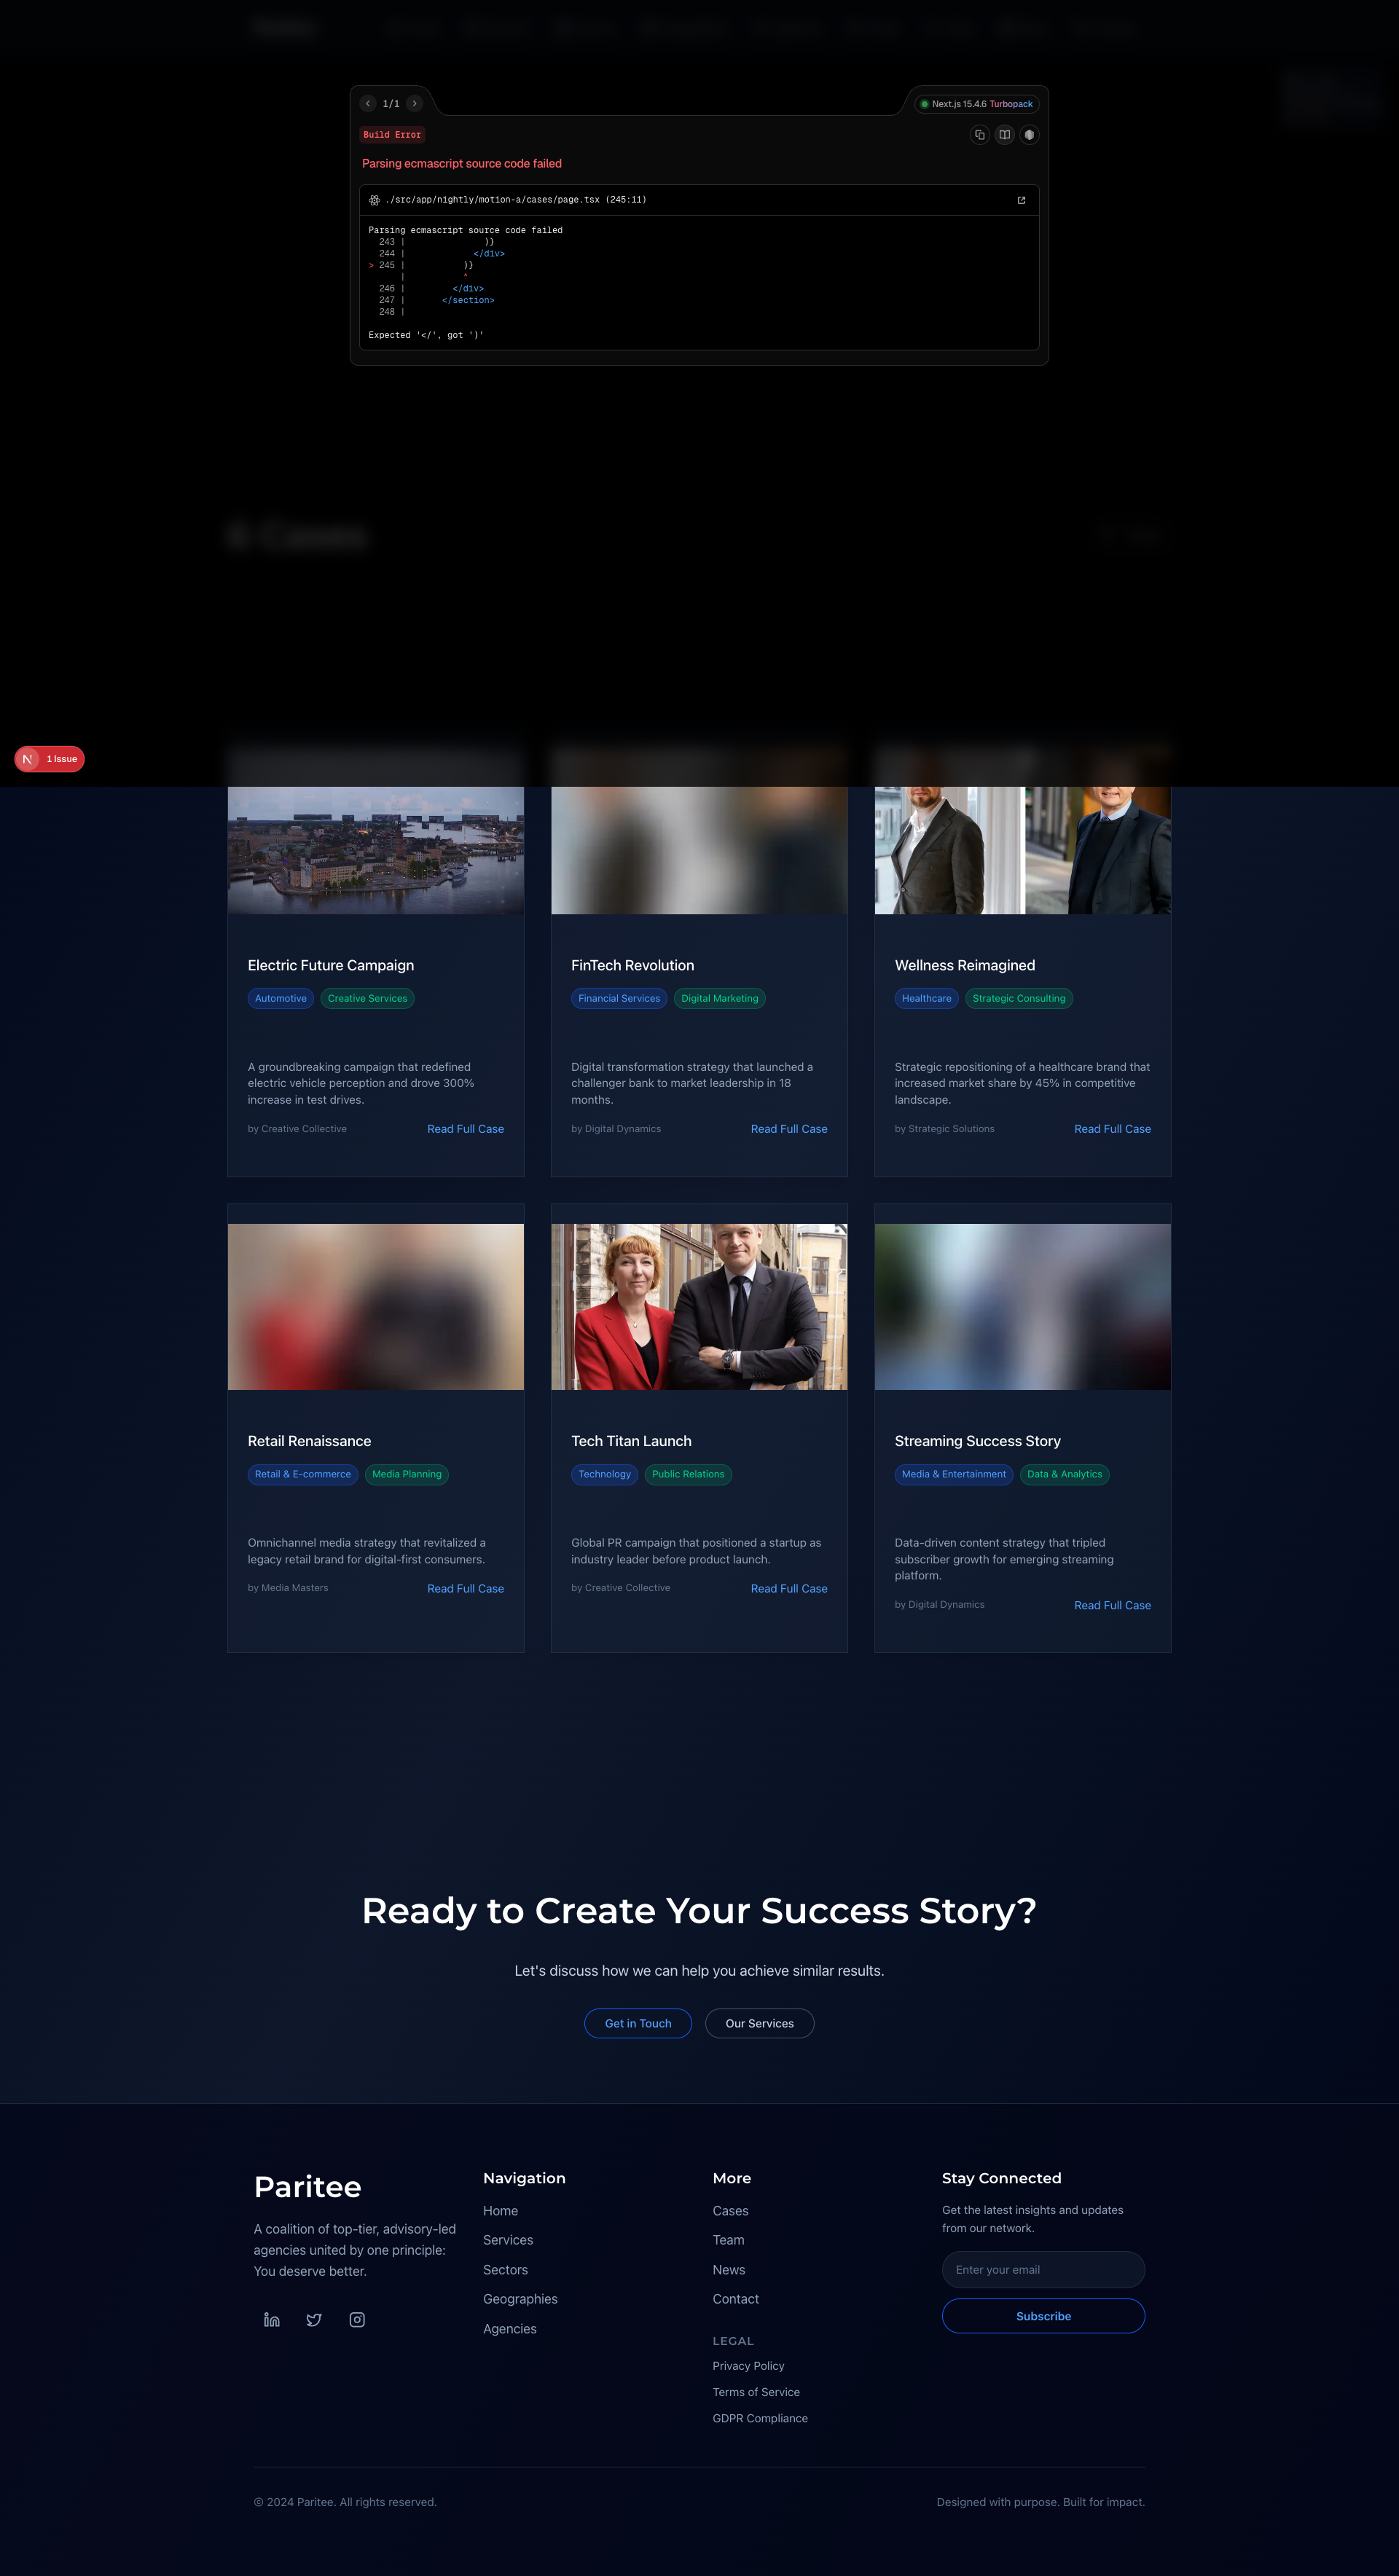 1/1
Next.js 15.4.6 Turbopack
Build Error
Parsing ecmascript source code failed
./src/app/nightly/motion-a/cases/page.tsx (245:11)
Parsing ecmascript source code failed
243 | )}
244 | </div>
> 245 | )}
| ^
246 | </div>
247 | </section>
248 |
Expected '</', got ')'
6 Cases
N 1 Issue
Electric Future Campaign
Automotive Creative Services
A groundbreaking campaign that redefined
electric vehicle perception and drove 300%
increase in test drives.
by Creative Collective Read Full Case
FinTech Revolution
Financial Services Digital Marketing
Digital transformation strategy that launched a
challenger bank to market leadership in 18
months.
by Digital Dynamics Read Full Case
Wellness Reimagined
Healthcare Strategic Consulting
Strategic repositioning of a healthcare brand that
increased market share by 45% in competitive
landscape.
by Strategic Solutions Read Full Case
Retail Renaissance
Retail & E-commerce Media Planning
Omnichannel media strategy that revitalized a
legacy retail brand for digital-first consumers.
by Media Masters Read Full Case
Tech Titan Launch
Technology Public Relations
Global PR campaign that positioned a startup as
industry leader before product launch.
by Creative Collective Read Full Case
Streaming Success Story
Media & Entertainment Data & Analytics
Data-driven content strategy that tripled
subscriber growth for emerging streaming
platform.
by Digital Dynamics Read Full Case
Ready to Create Your Success Story?
Let's discuss how we can help you achieve similar results.
Get in Touch Our Services
Paritee
A coalition of top-tier, advisory-led
agencies united by one principle:
You deserve better.
Navigation
Home
Services
Sectors
Geographies
Agencies
More
Cases
Team
News
Contact
LEGAL
Privacy Policy
Terms of Service
GDPR Compliance
Stay Connected
Get the latest insights and updates
from our network.
Enter your email
Subscribe
© 2024 Paritee. All rights reserved.
Designed with purpose. Built for impact.